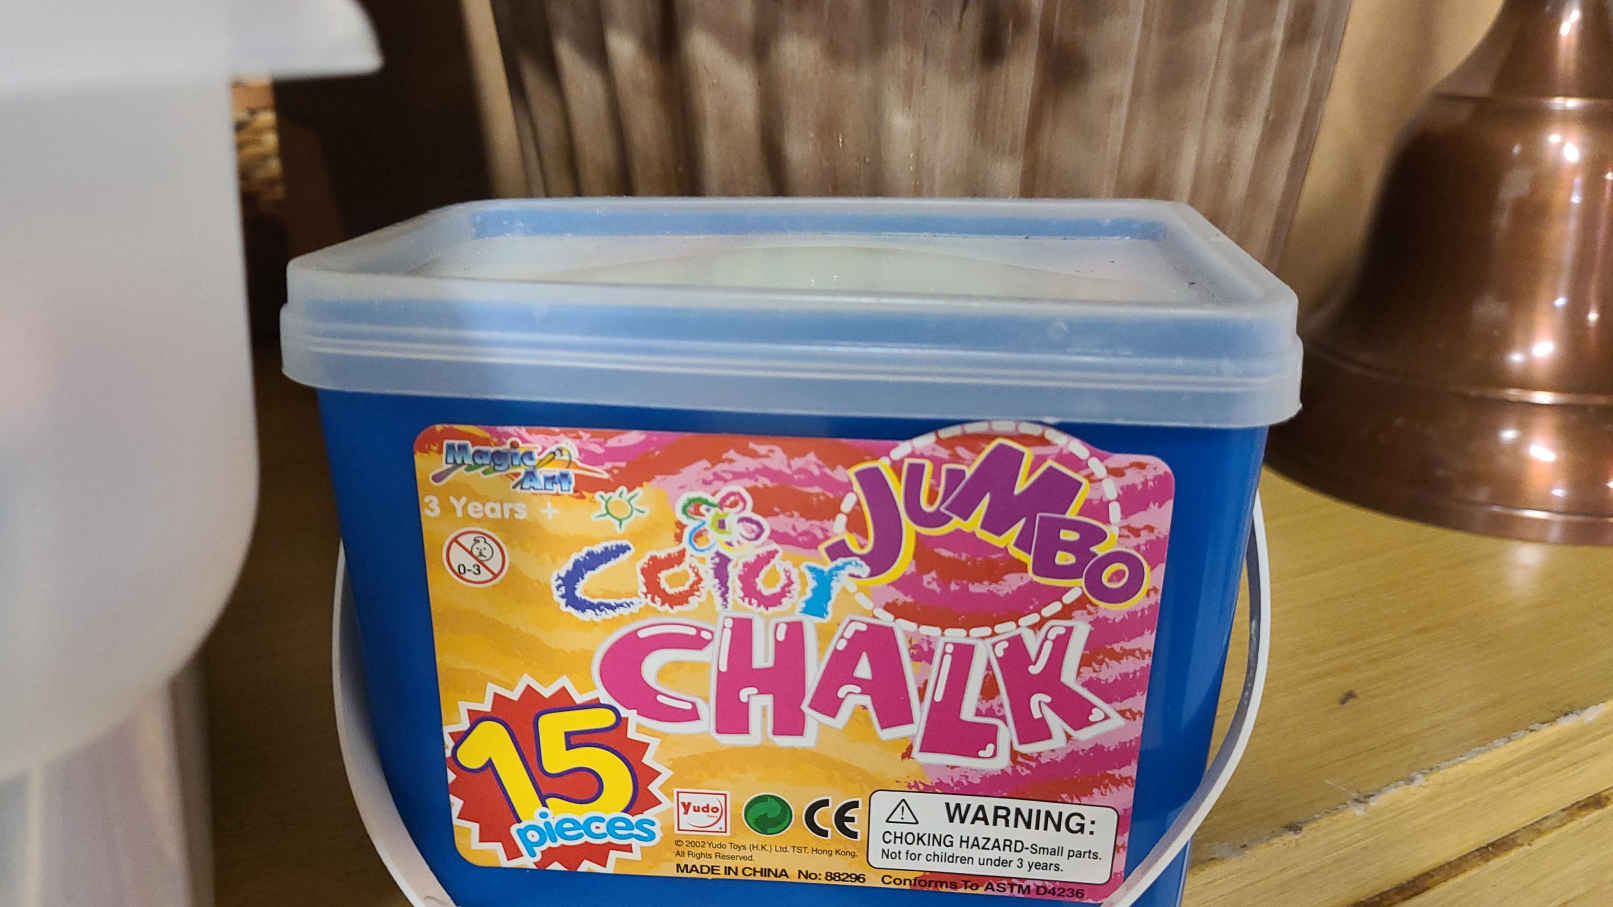 Magic
Art
3 Years +
0-3
Color
JUMBO
CHALK
15
pieces
Yudo
CE
WARNING:
CHOKING HAZARD-Small parts.
Not for children under 3 years.
© 2002 Yudo Toys (H.K.) Ltd. TST. Hong Kong.
All Rights Reserved.
MADE IN CHINA No: 88296 Conforms To ASTM D4236